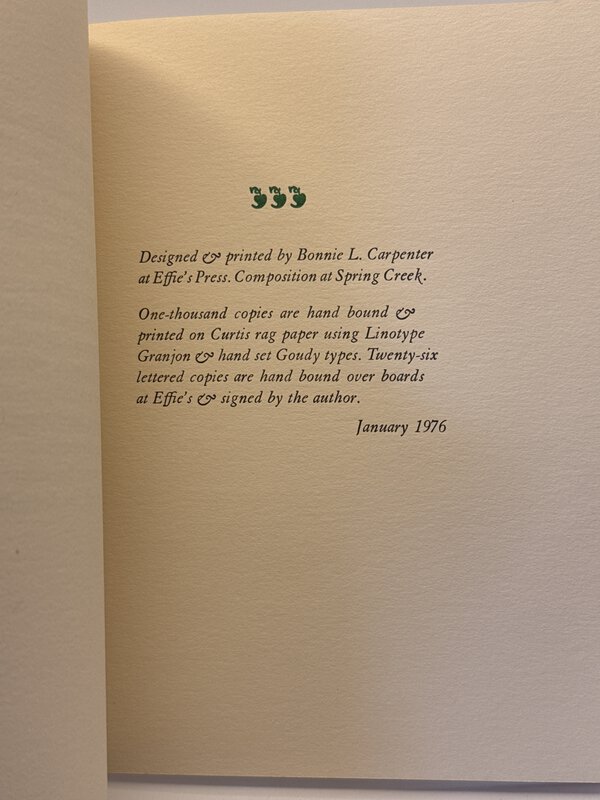 Designed & printed by Bonnie L. Carpenter
at Effie's Press. Composition at Spring Creek.
One-thousand copies are hand bound &
printed on Curtis rag paper using Linotype
Granjon & hand set Goudy types. Twenty-six
lettered copies are hand bound over boards
at Effie's & signed by the author.
January 1976